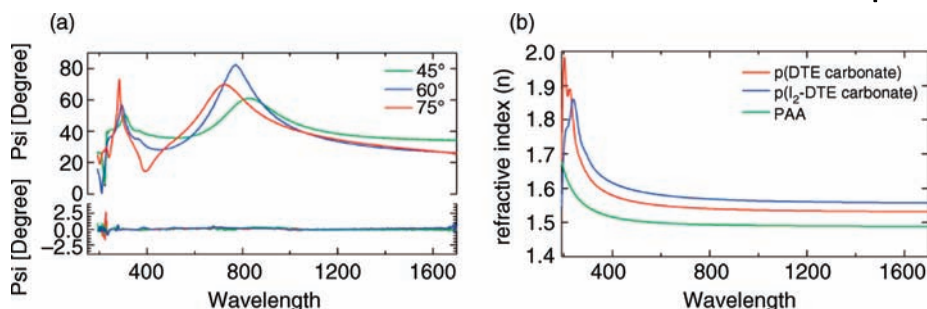 (a)
Psi [Degree]
80
60
40
20
0
45°
60°
75°
Psi [Degree]
2.5
−2.5
400
800
1200
1600
Wavelength
(b)
refractive index (n)
2.0
1.9
1.8
1.7
1.6
1.5
1.4
p(DTE carbonate)
p(I2-DTE carbonate)
PAA
400
800
1200
1600
Wavelength